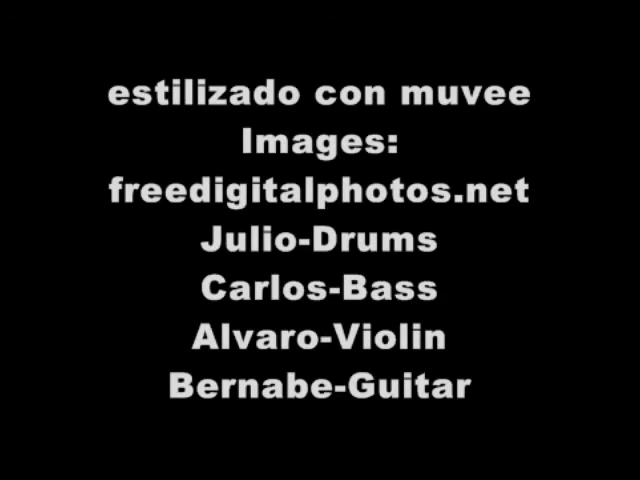 estilizado con muvee
Images:
freedigitalphotos.net
Julio-Drums
Carlos-Bass
Alvaro-Violin
Bernabe-Guitar